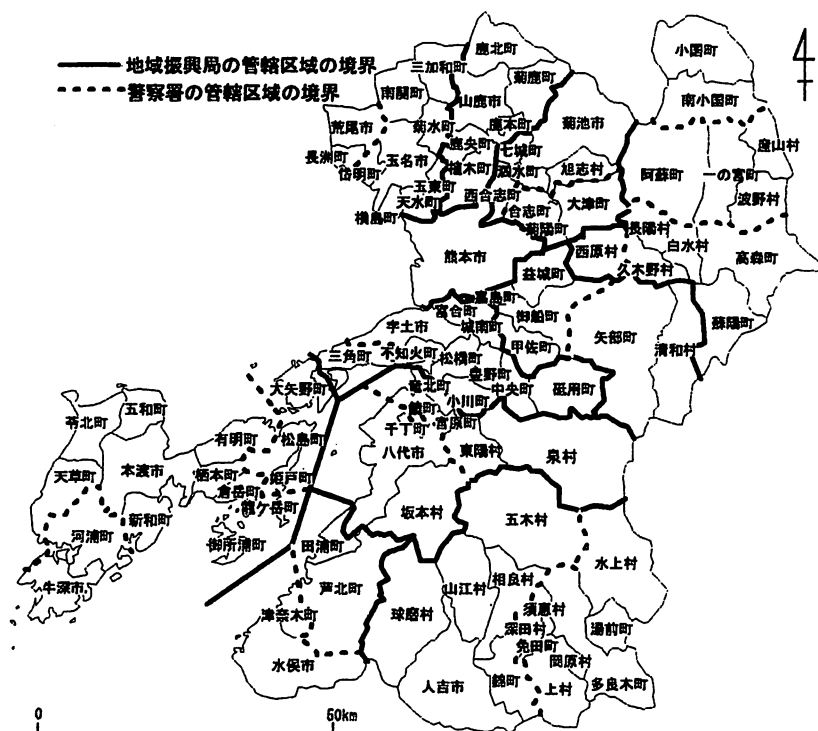 地域振興局の管轄区域の境界
警察署の管轄区域の境界
小国町
鹿北町
三加和町
菊鹿町
南関町
山鹿市
南小国町
荒尾市
菊水町
鹿本町
菊池市
産山村
長洲町
玉名市
鹿央町
七城町
岱明町
植木町
泗水町
旭志村
阿蘇町
一の宮町
玉東町
西合志町
波野村
天水町
合志町
大津町
横島町
菊陽町
長陽村
白水村
熊本市
西原村
高森町
益城町
久木野村
嘉島町
富合町
御船町
蘇陽町
宇土市
城南町
矢部町
三角町
不知火町
松橋町
甲佐町
清和村
大矢野町
豊野町
竜北町
中央町
砥用町
五和町
小川町
苓北町
鏡町
有明町
松島町
千丁町
宮原町
天草町
本渡市
八代市
東陽村
泉村
栖本町
姫戸町
倉岳町
龍ケ岳町
新和町
坂本村
五木村
河浦町
御所浦町
田浦町
水上村
牛深市
芦北町
山江村
相良村
津奈木町
球磨村
須恵村
深田村
湯前町
免田町
水俣市
岡原村
人吉市
錦町
上村
多良木町
0
50km